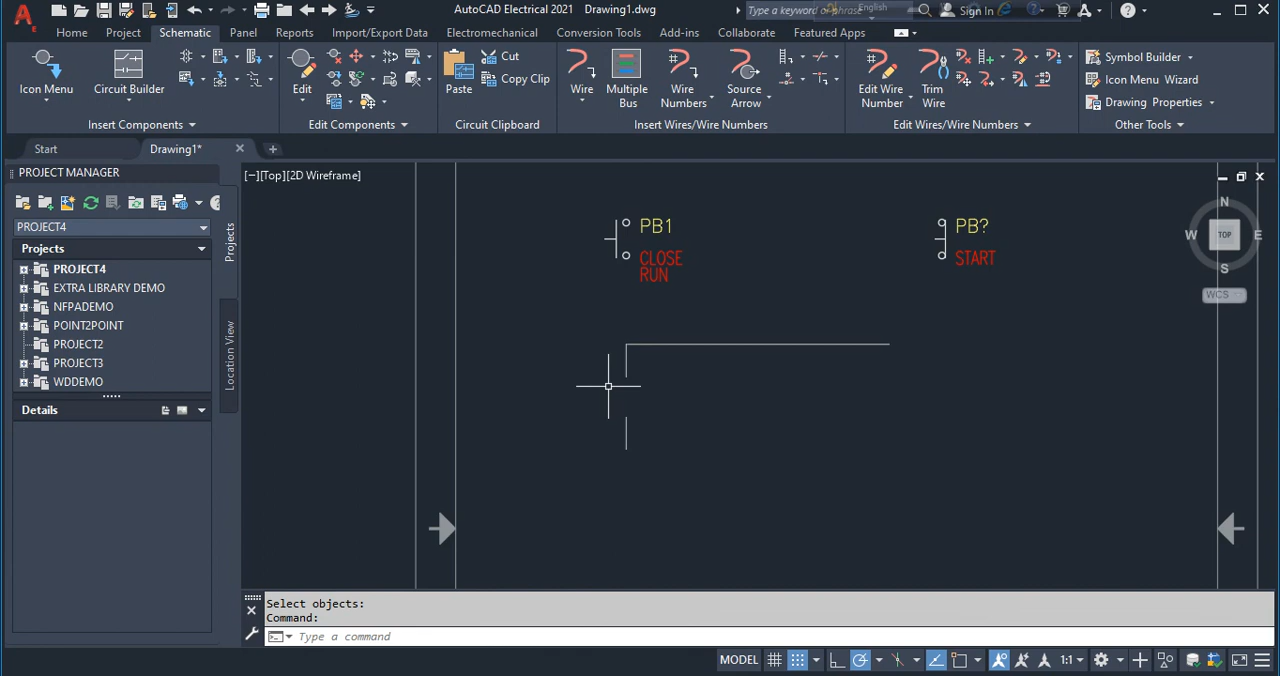 AutoCAD Electrical 2021 Drawing1.dwg
Type a keyword or phrase
English
Sign In
Home Project Schematic Panel Reports Import/Export Data Electromechanical Conversion Tools Add-ins Collaborate Featured Apps
Icon Menu
Circuit Builder
Insert Components
Edit
Edit Components
Paste
Cut
Copy Clip
Circuit Clipboard
Wire
Multiple
Bus
Wire
Numbers
Source
Arrow
Insert Wires/Wire Numbers
Edit Wire
Number
Trim
Wire
Edit Wires/Wire Numbers
Symbol Builder
Icon Menu Wizard
Drawing Properties
Other Tools
Start
Drawing1*
PROJECT MANAGER
PROJECT4
Projects
PROJECT4
EXTRA LIBRARY DEMO
NFPADEMO
POINT2POINT
PROJECT2
PROJECT3
WDDEMO
Details
Projects
Location View
[−][Top][2D Wireframe]
PB1
CLOSE
RUN
PB?
START
N
W
TOP
E
S
WCS
Select objects:
Command:
Type a command
MODEL
1:1